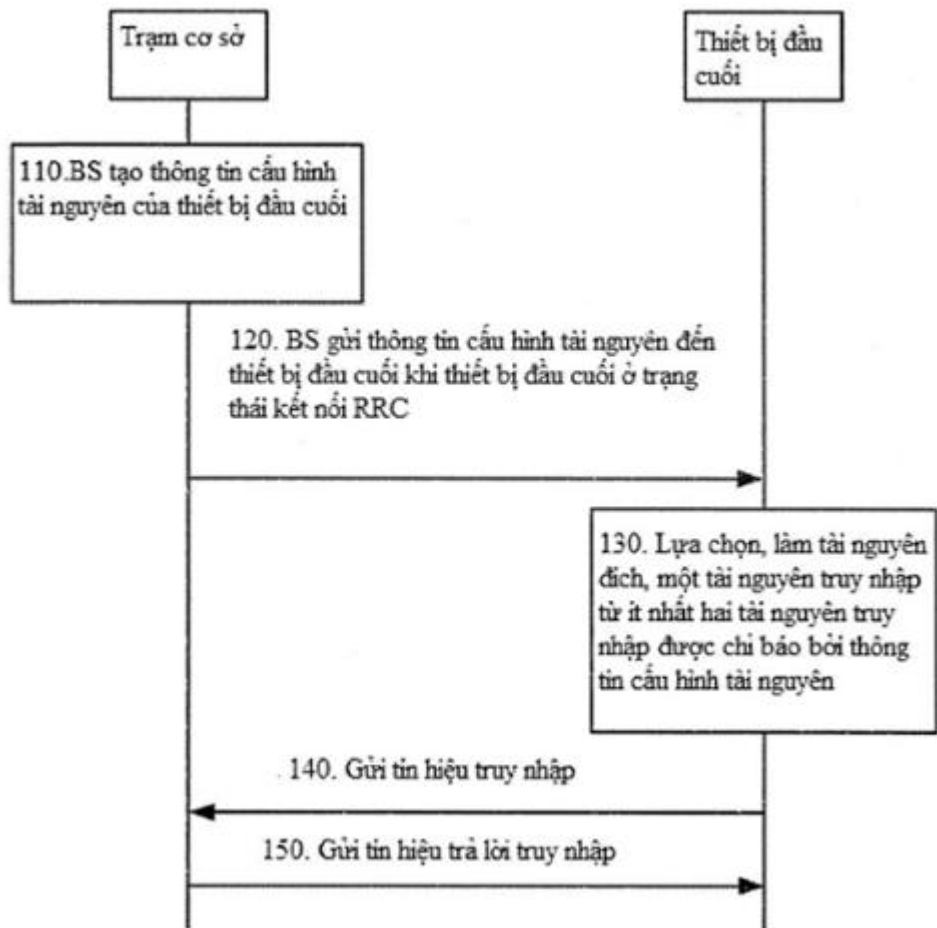 Trạm cơ sở
Thiết bị đầu
cuối
110.BS tạo thông tin cấu hình
tài nguyên của thiết bị đầu cuối
120. BS gửi thông tin cấu hình tài nguyên đến
thiết bị đầu cuối khi thiết bị đầu cuối ở trạng
thái kết nối RRC
130. Lựa chọn, làm tài nguyên
đích, một tài nguyên truy nhập
từ ít nhất hai tài nguyên truy
nhập được chỉ báo bởi thông
tin cấu hình tài nguyên
140. Gửi tín hiệu truy nhập
150. Gửi tín hiệu trả lời truy nhập